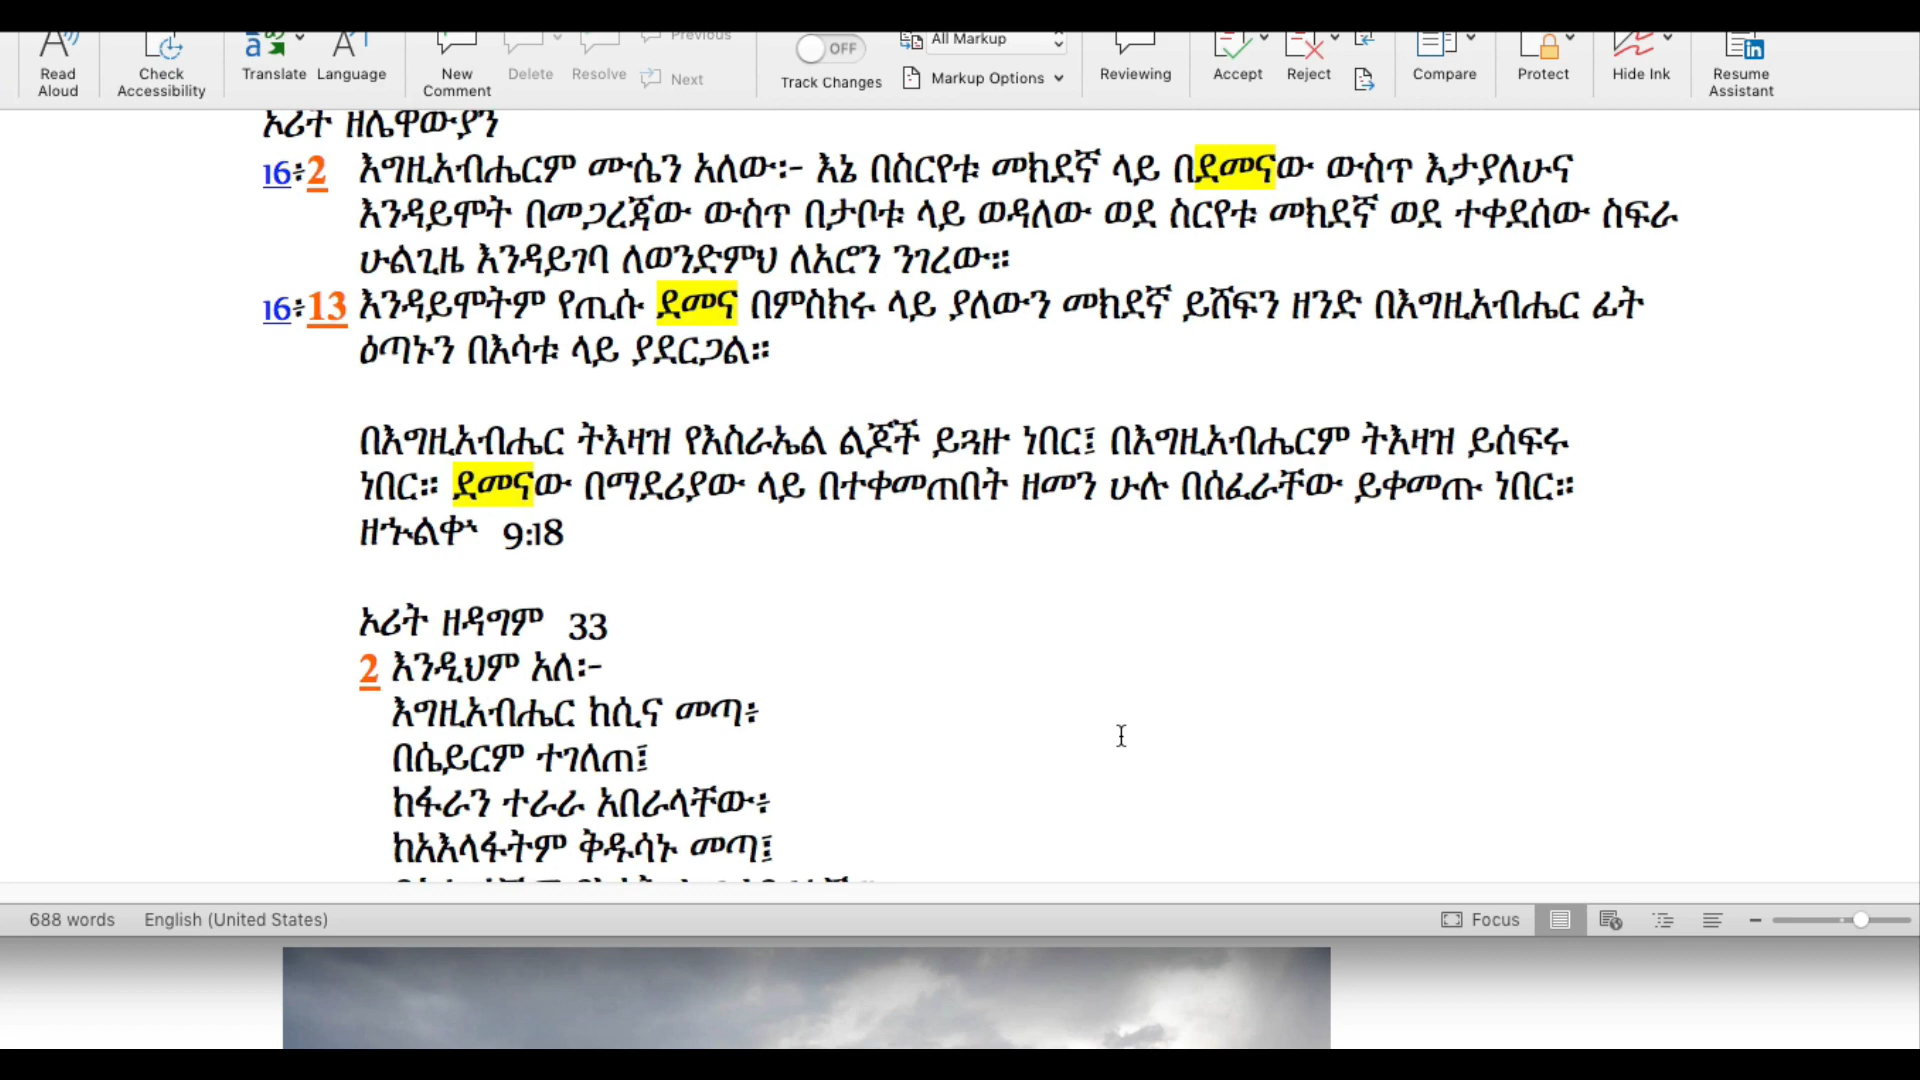 Read Aloud
Check Accessibility
Translate
Language
New Comment
Delete
Resolve
Previous
Next
OFF
Track Changes
All Markup
Markup Options
Reviewing
Accept
Reject
Compare
Protect
Hide Ink
Resume Assistant
ኦሪት ዘሌዋውያን
16፥2 እግዚአብሔርም ሙሴን አለው፡- እኔ በስርየቱ መክደኛ ላይ በደመናው ውስጥ እታያለሁና
እንዳይሞት በመጋረጃው ውስጥ በታቦቱ ላይ ወዳለው ወደ ስርየቱ መክደኛ ወደ ተቀደሰው ስፍራ
ሁልጊዜ እንዳይገባ ለወንድምህ ለአሮን ንገረው።
16፥13 እንዳይሞትም የጢሱ ደመና በምስክሩ ላይ ያለውን መክደኛ ይሸፍን ዘንድ በእግዚአብሔር ፊት
ዕጣኑን በእሳቱ ላይ ያደርጋል።
በእግዚአብሔር ትእዛዝ የእስራኤል ልጆች ይጓዙ ነበር፤ በእግዚአብሔርም ትእዛዝ ይሰፍሩ
ነበር። ደመናው በማደሪያው ላይ በተቀመጠበት ዘመን ሁሉ በሰፈራቸው ይቀመጡ ነበር።
ዘኍልቍ 9:18
ኦሪት ዘዳግም 33
2 እንዲህም አለ፡-
እግዚአብሔር ከሲና መጣ፥
በሴይርም ተገለጠ፤
ከፋራን ተራራ አበራላቸው፥
ከአእላፋትም ቅዱሳኑ መጣ፤
688 words
English (United States)
Focus